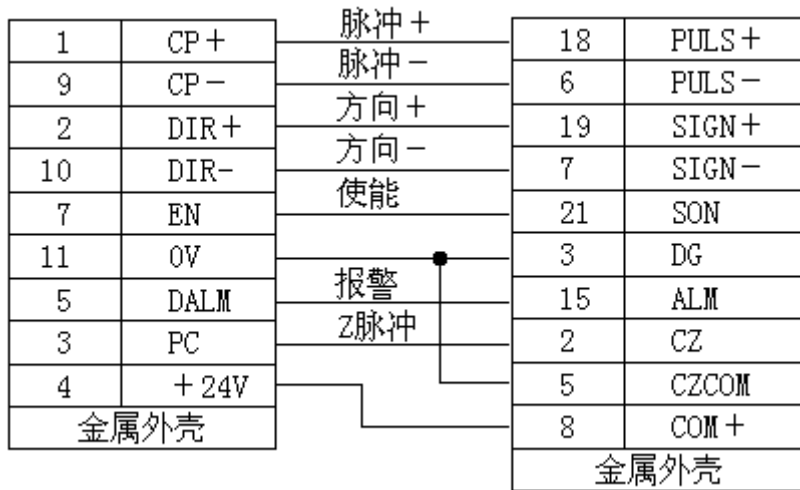 脉冲＋
1 CP＋ 18 PULS＋
脉冲－
9 CP－ 6 PULS－
方向＋
2 DIR＋ 19 SIGN＋
方向－
10 DIR- 7 SIGN－
使能
7 EN 21 SON
11 0V 3 DG
报警
5 DALM 15 ALM
Z脉冲
3 PC 2 CZ
4 ＋24V 5 CZCOM
金属外壳 8 COM＋
金属外壳